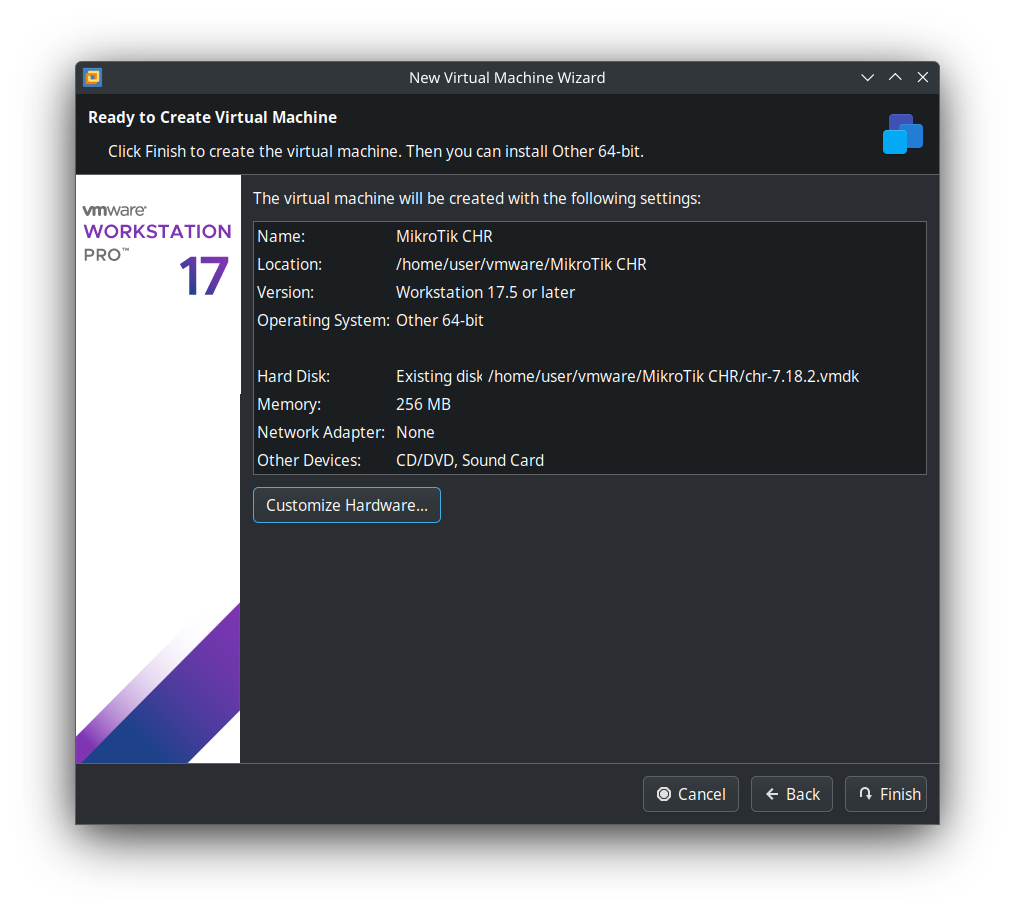 New Virtual Machine Wizard
Ready to Create Virtual Machine
Click Finish to create the virtual machine. Then you can install Other 64-bit.
vmware®
WORKSTATION
PRO™
17
The virtual machine will be created with the following settings:
Name: MikroTik CHR
Location: /home/user/vmware/MikroTik CHR
Version: Workstation 17.5 or later
Operating System: Other 64-bit
Hard Disk: Existing disk /home/user/vmware/MikroTik CHR/chr-7.18.2.vmdk
Memory: 256 MB
Network Adapter: None
Other Devices: CD/DVD, Sound Card
Customize Hardware...
Cancel Back Finish